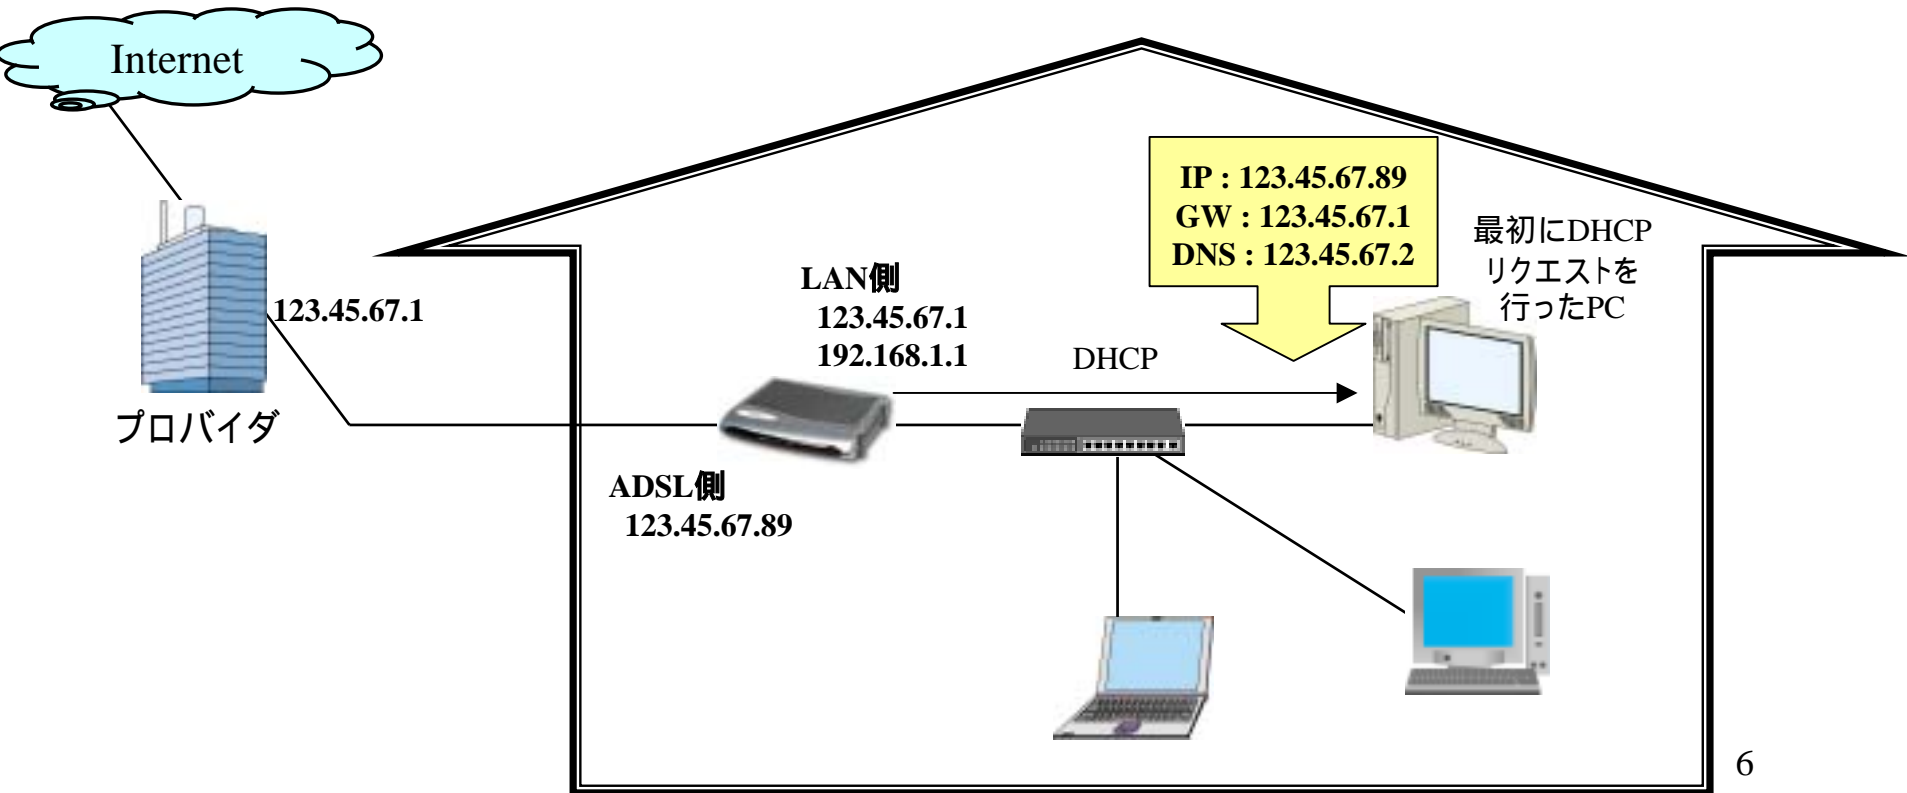 Internet
IP : 123.45.67.89
GW : 123.45.67.1
DNS : 123.45.67.2
最初にDHCP
リクエストを
行ったPC
LAN側
123.45.67.1
192.168.1.1
123.45.67.1
DHCP
プロバイダ
ADSL側
123.45.67.89
6